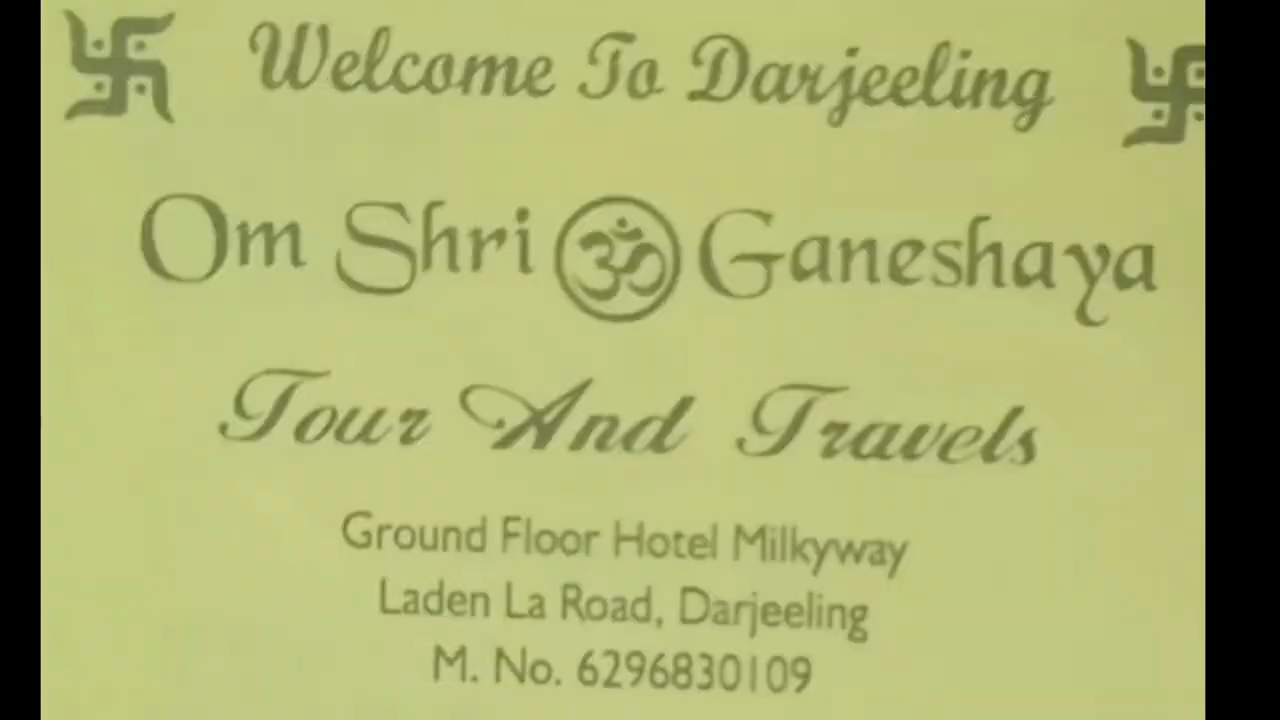 Welcome To Darjeeling
Om Shri ॐ Ganeshaya
Tour And Travels
Ground Floor Hotel Milkyway
Laden La Road, Darjeeling
M. No. 6296830109